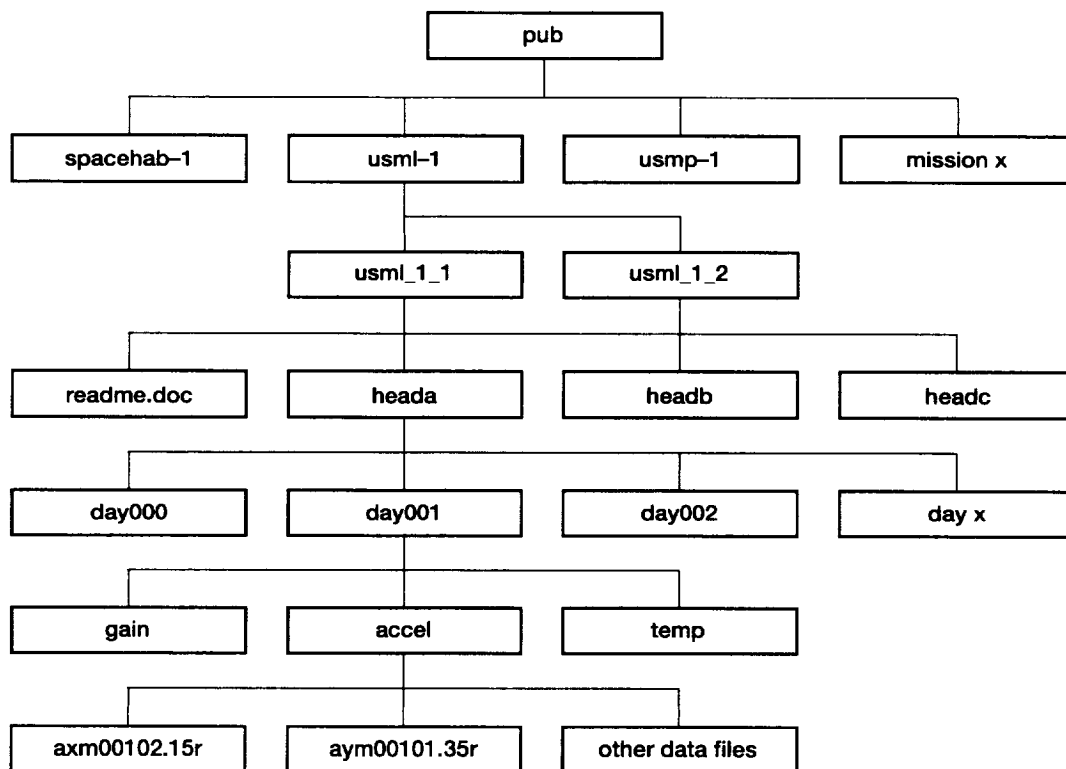 pub
spacehab–1
usml–1
usmp–1
mission x
usml_1_1
usml_1_2
readme.doc
heada
headb
headc
day000
day001
day002
day x
gain
accel
temp
axm00102.15r
aym00101.35r
other data files